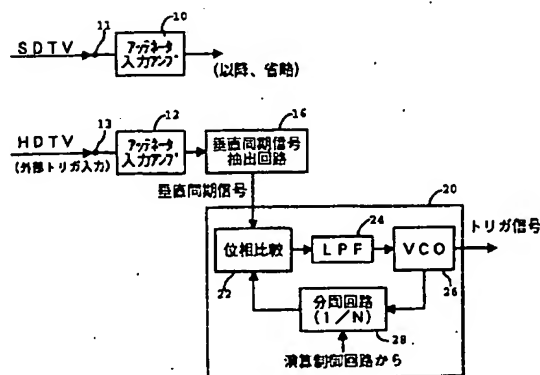 11
10
SDTV
アッテネータ
入力アンプ
(以降、省略)
13
12
16
HDTV
(外部トリガ入力)
アッテネータ
入力アンプ
垂直同期信号
抽出回路
垂直同期信号
20
24
トリガ信号
位相比較
LPF
VCO
22
26
分周回路
(1/N)
28
演算制御回路から